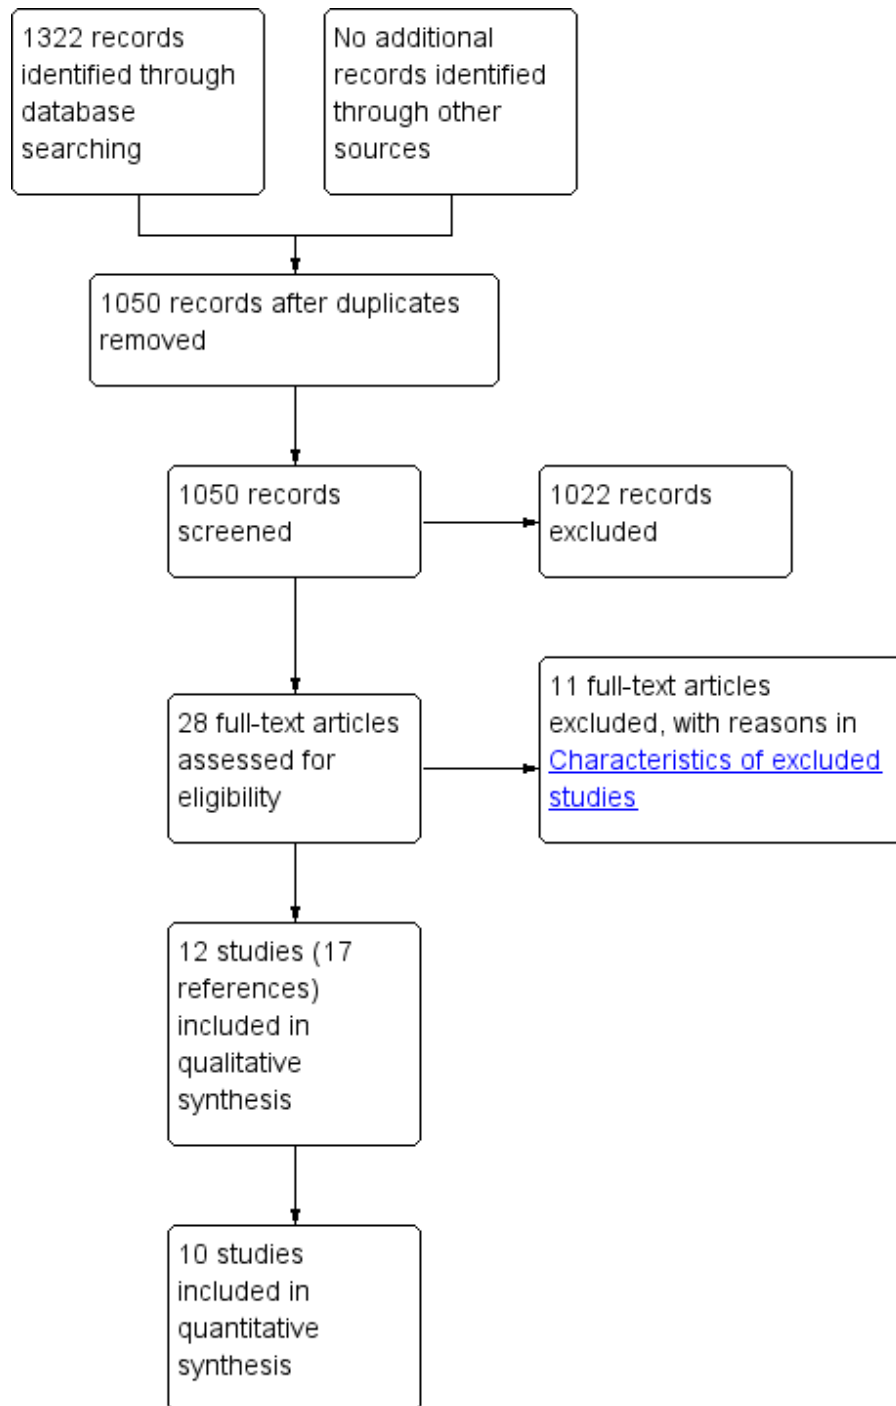 1322 records
identified through
database
searching
No additional
records identified
through other
sources
1050 records after duplicates
removed
1050 records
screened
1022 records
excluded
28 full-text articles
assessed for
eligibility
11 full-text articles
excluded, with reasons in
Characteristics of excluded
studies
12 studies (17
references)
included in
qualitative
synthesis
10 studies
included in
quantitative
synthesis